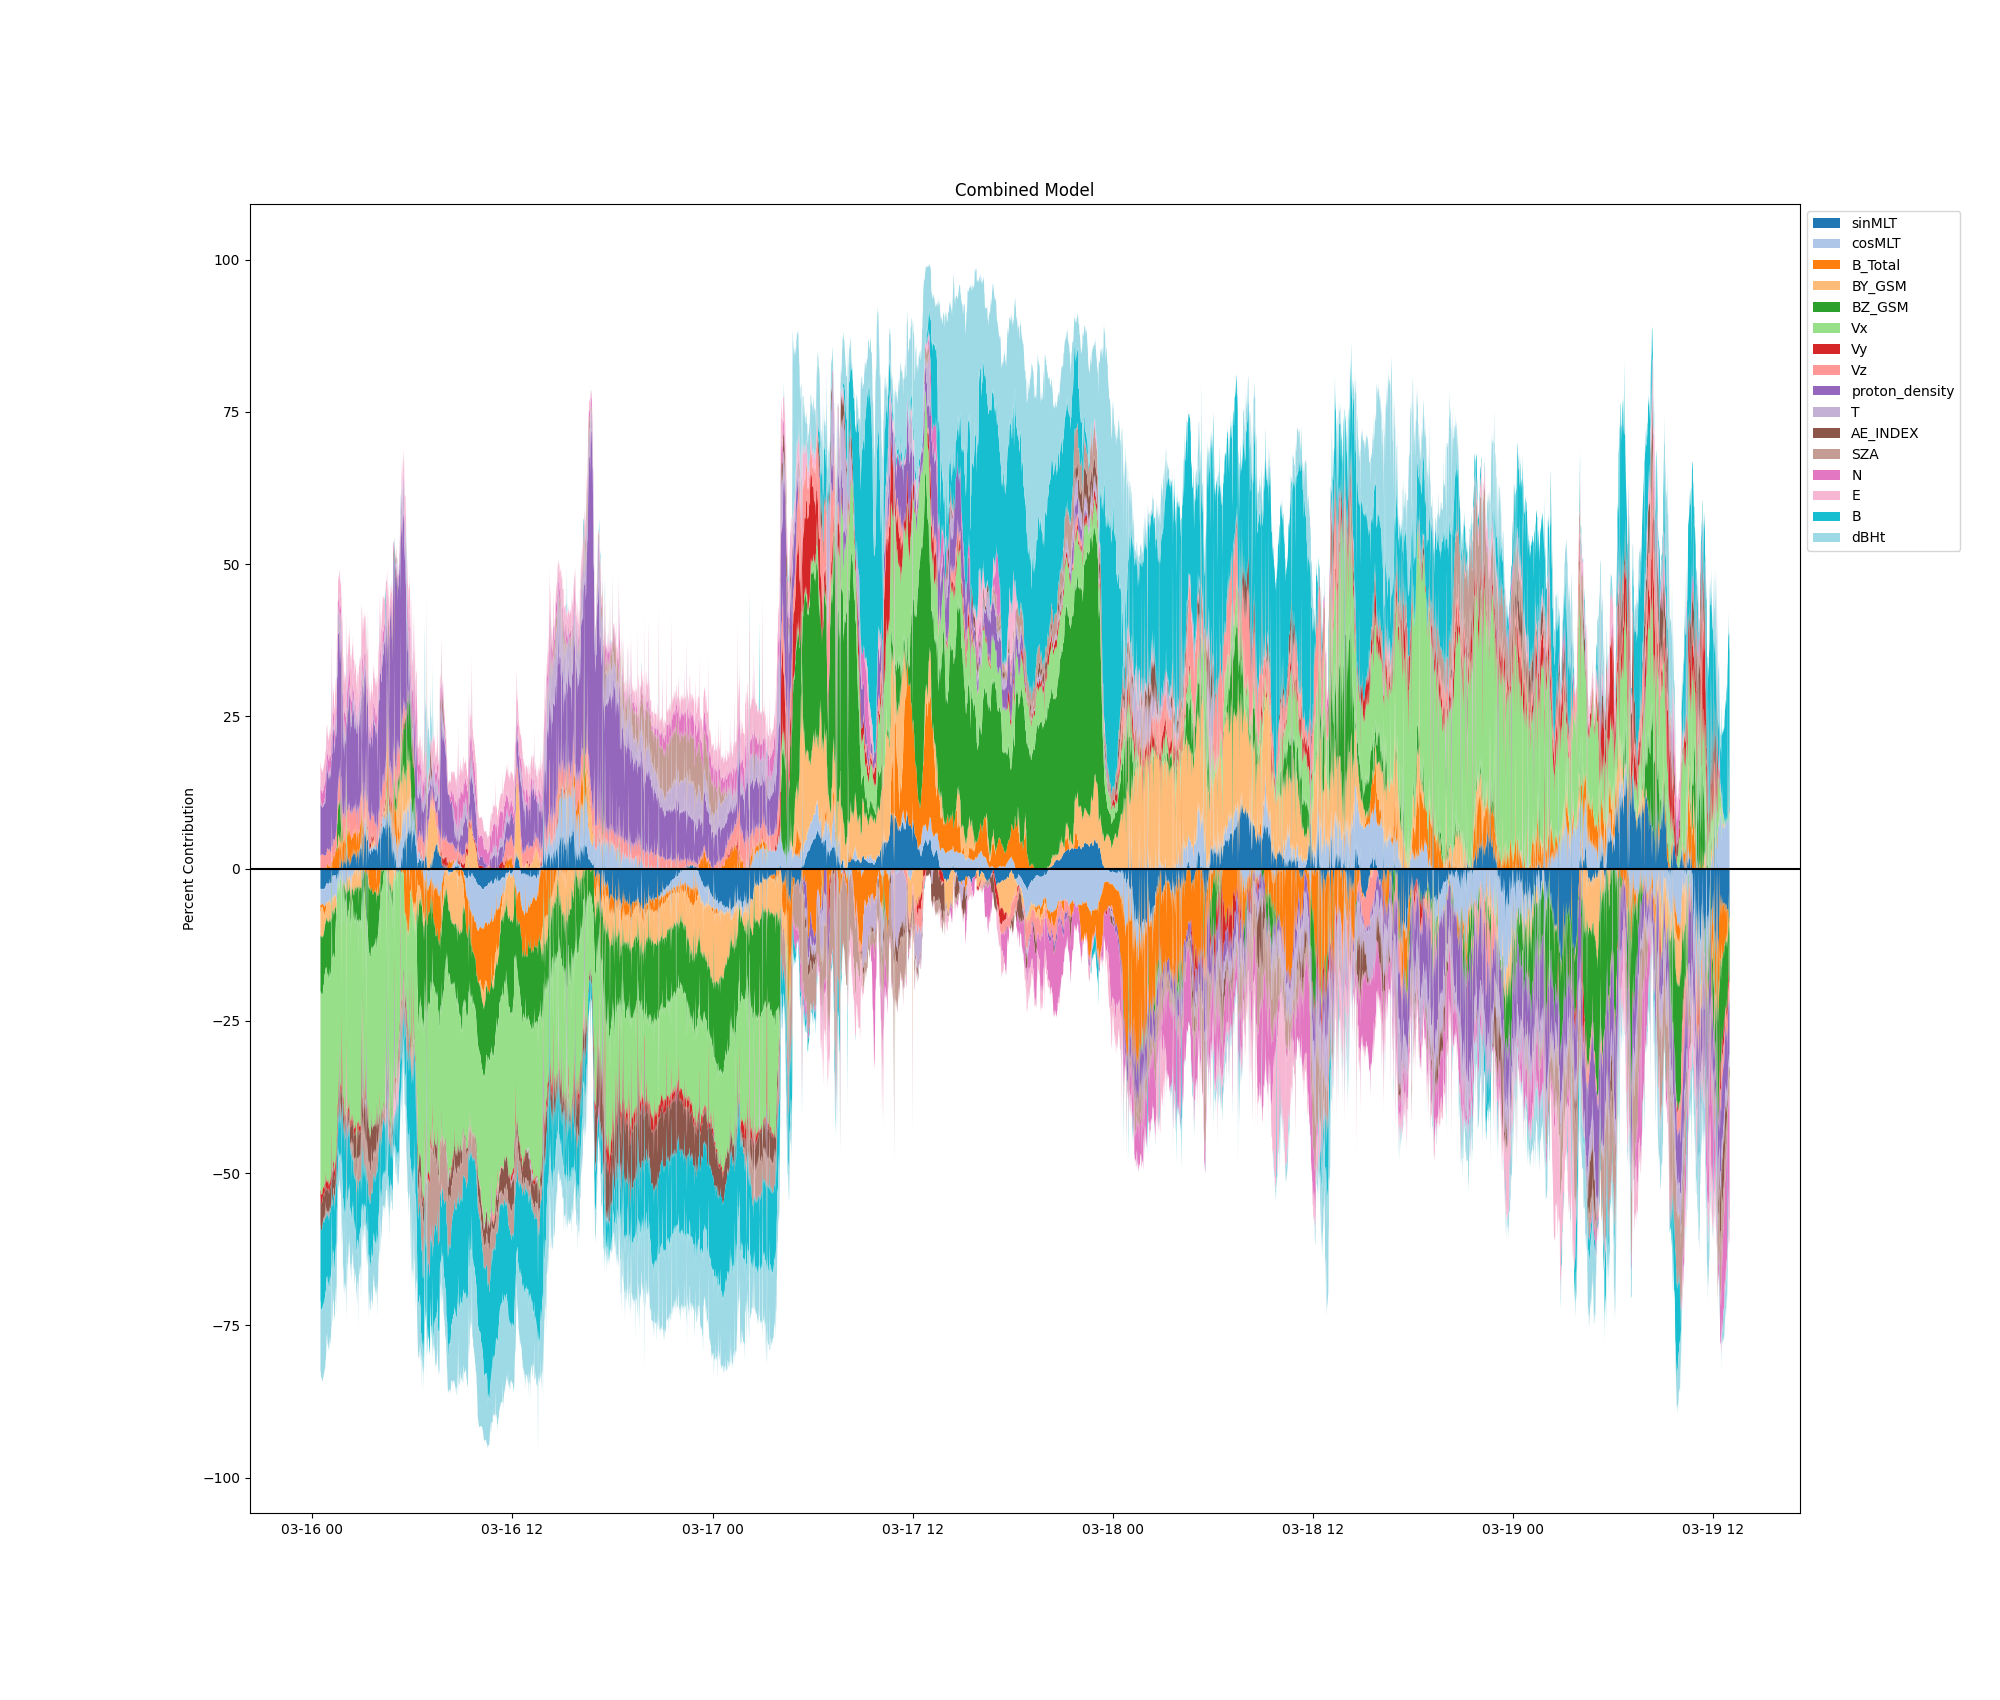 Combined Model
100
75
50
25
0
−25
−50
−75
−100
Percent Contribution
03-16 00
03-16 12
03-17 00
03-17 12
03-18 00
03-18 12
03-19 00
03-19 12
sinMLT
cosMLT
B_Total
BY_GSM
BZ_GSM
Vx
Vy
Vz
proton_density
T
AE_INDEX
SZA
N
E
B
dBHt